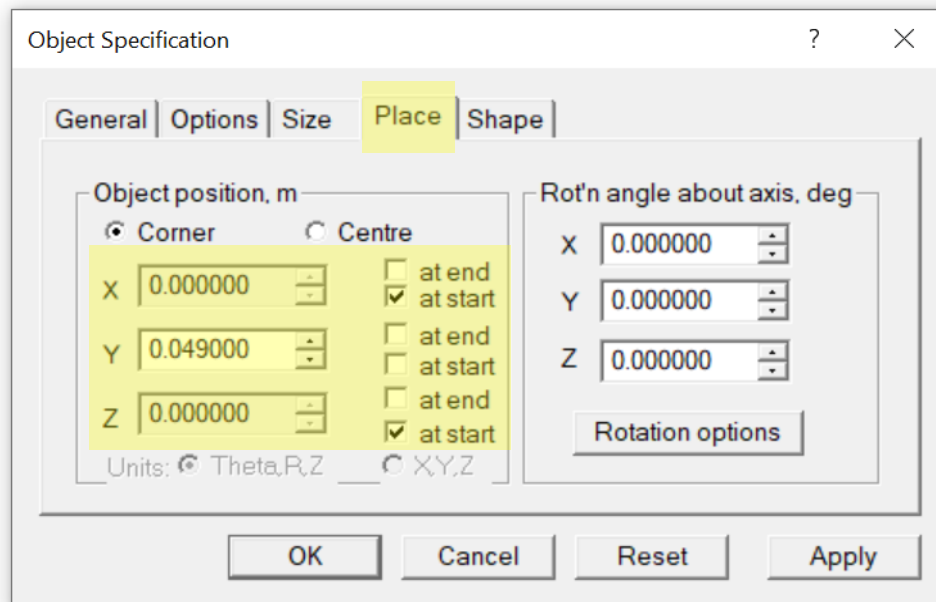 Object Specification ? ×
General Options Size Place Shape
Object position, m
Corner Centre
X 0.000000 at end
at start
Y 0.049000 at end
at start
Z 0.000000 at end
at start
Units: Theta,R,Z X,Y,Z
Rot'n angle about axis, deg
X 0.000000
Y 0.000000
Z 0.000000
Rotation options
OK Cancel Reset Apply